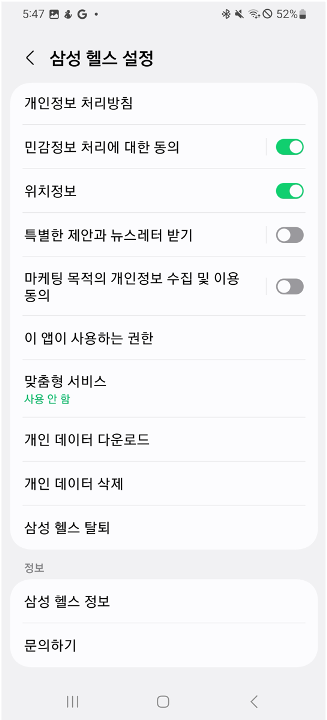 5:47 G
52%
삼성 헬스 설정
개인정보 처리방침
민감정보 처리에 대한 동의
위치정보
특별한 제안과 뉴스레터 받기
마케팅 목적의 개인정보 수집 및 이용
동의
이 앱이 사용하는 권한
맞춤형 서비스
사용 안 함
개인 데이터 다운로드
개인 데이터 삭제
삼성 헬스 탈퇴
정보
삼성 헬스 정보
문의하기